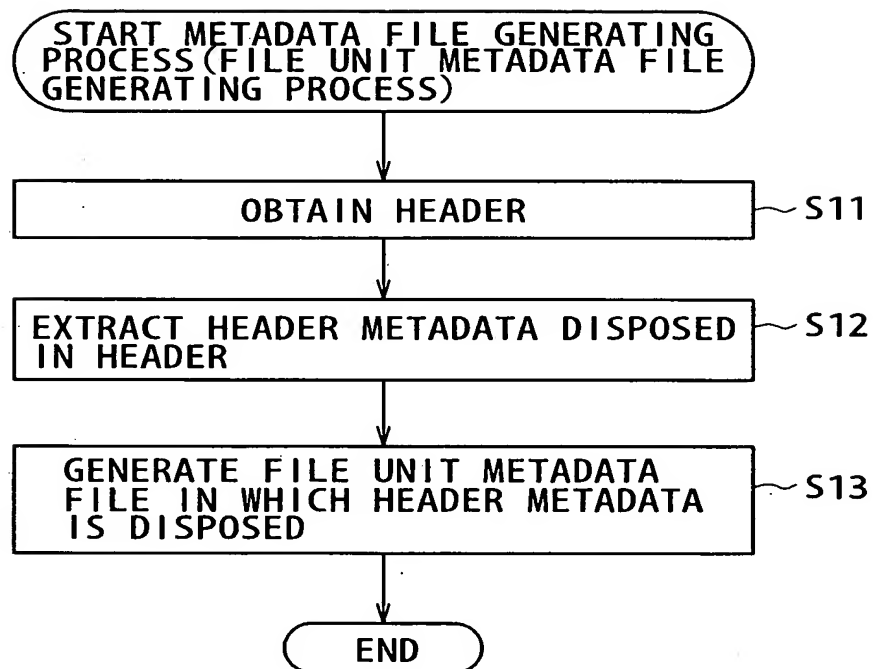 START METADATA FILE GENERATING
PROCESS(FILE UNIT METADATA FILE
GENERATING PROCESS)
OBTAIN HEADER
S11
EXTRACT HEADER METADATA DISPOSED
IN HEADER
S12
GENERATE FILE UNIT METADATA
FILE IN WHICH HEADER METADATA
IS DISPOSED
S13
END